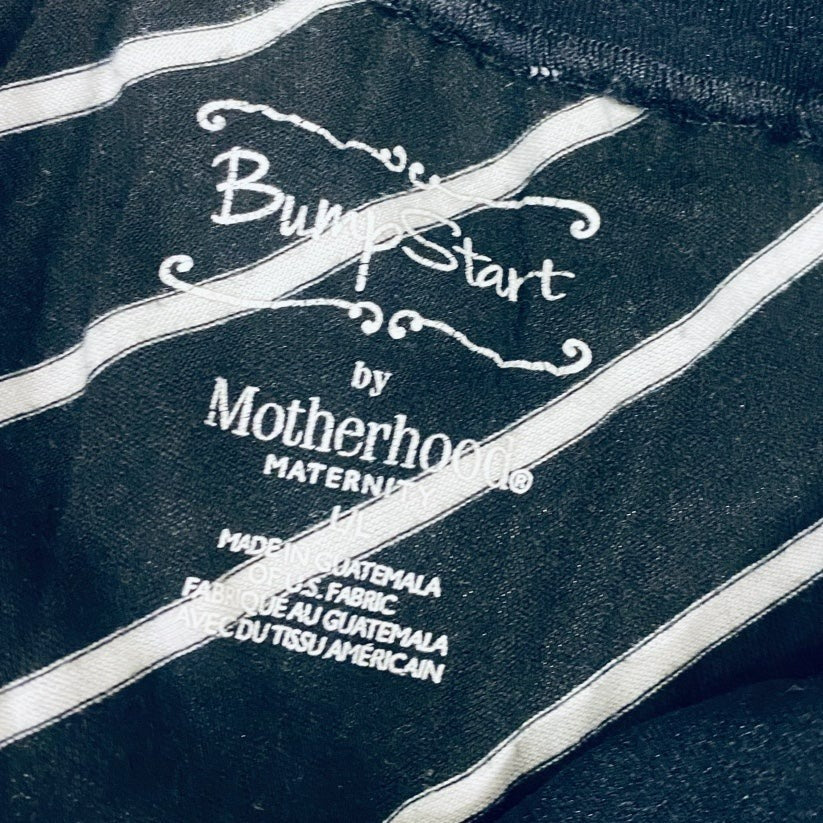 BumpStart
by
Motherhood®
MATERNITY
MADE IN GUATEMALA
OF U.S. FABRIC
FABRIQUÉ AU GUATEMALA
AVEC DU TISSU AMÉRICAIN